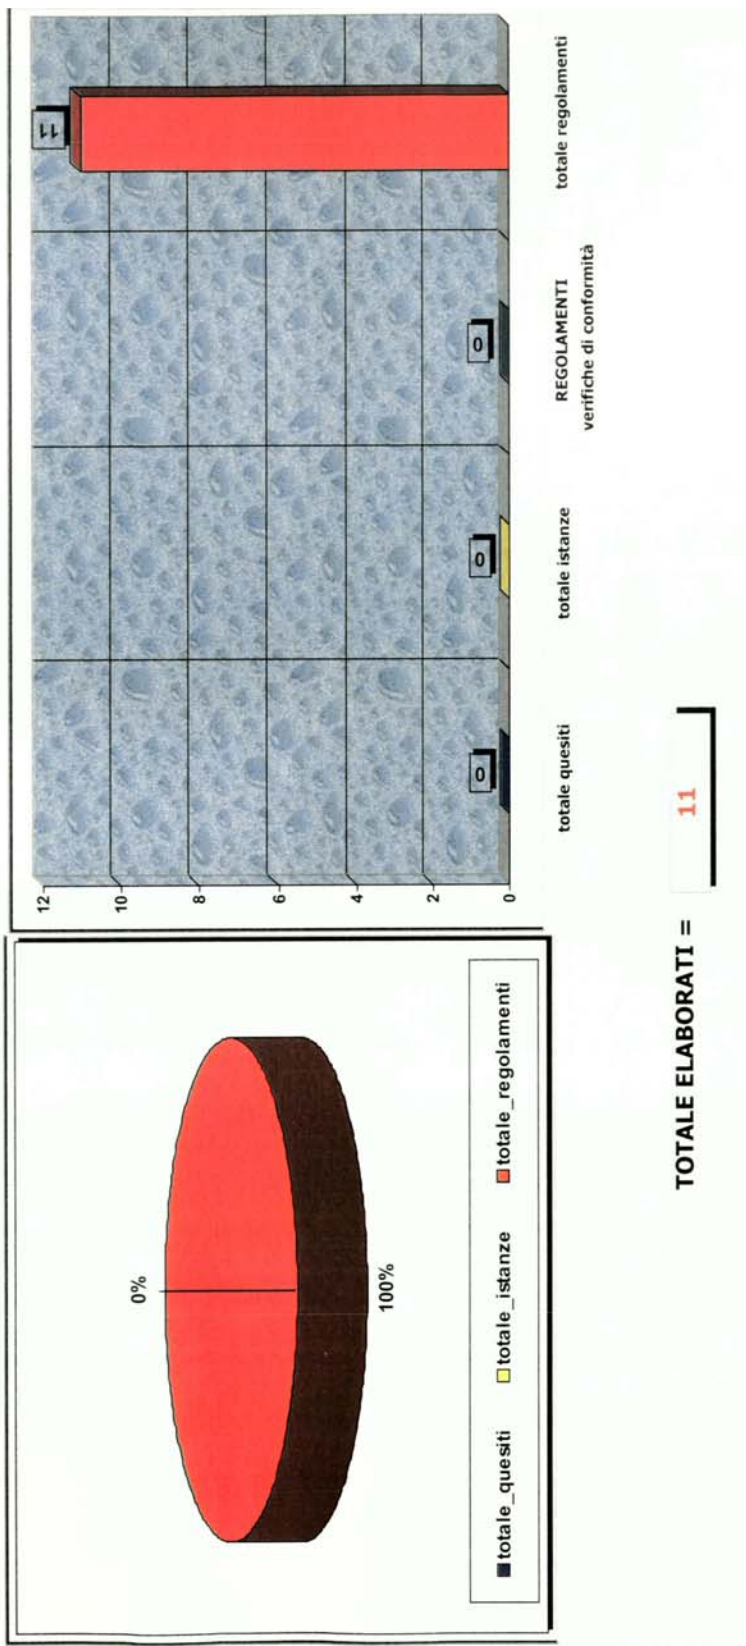 0%
100%
totale_quesiti
totale_istanze
totale_regolamenti
12
10
8
6
4
2
0
0
0
0
11
totale quesiti
totale istanze
REGOLAMENTI
verifiche di conformità
totale regolamenti
TOTALE ELABORATI = 11